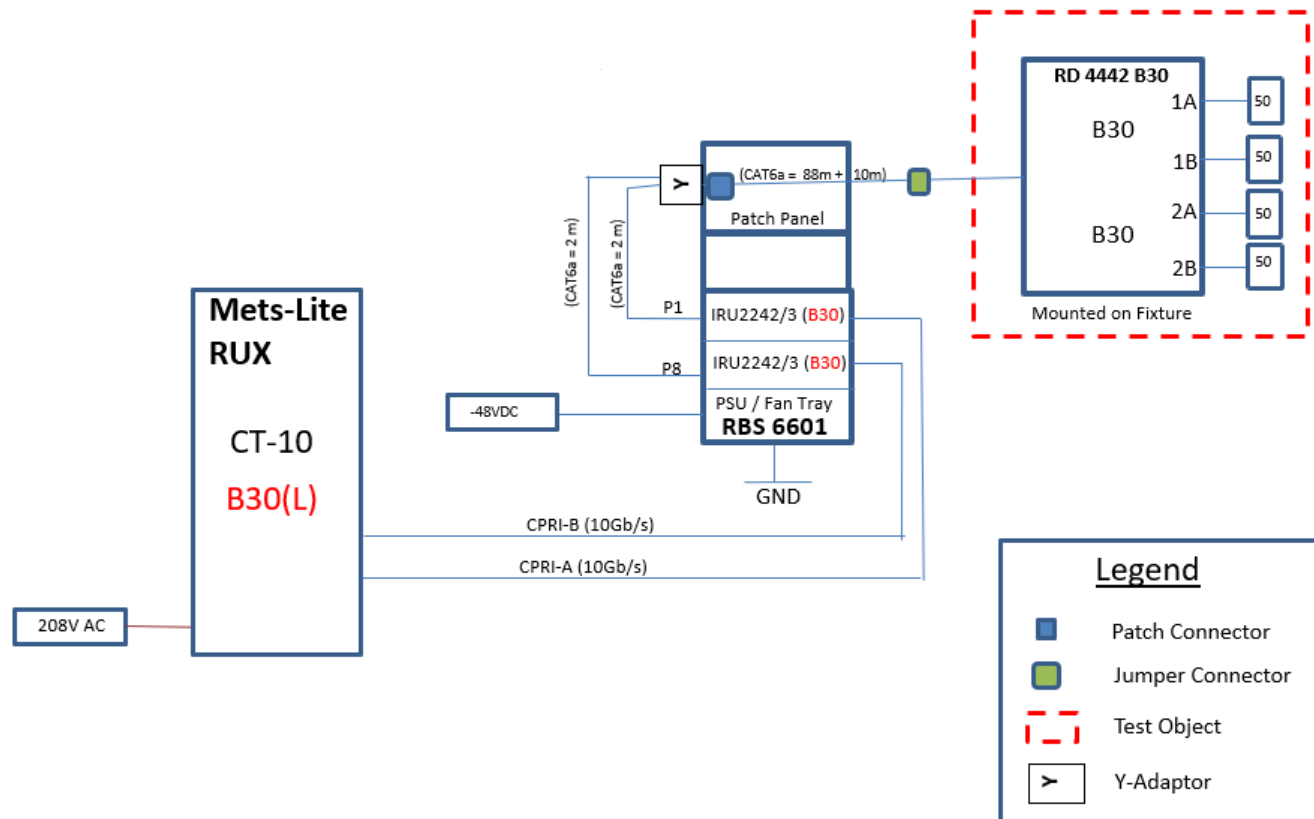 RD 4442 B30
B30
B30
1A
50
1B
50
2A
50
2B
50
Mounted on Fixture
Y
(CAT6a = 88m + 10m)
Patch Panel
(CAT6a = 2 m)
(CAT6a = 2 m)
P1
IRU2242/3 (B30)
P8
IRU2242/3 (B30)
PSU / Fan Tray
RBS 6601
-48VDC
GND
Mets-Lite
RUX
CT-10
B30(L)
CPRI-B (10Gb/s)
CPRI-A (10Gb/s)
208V AC
Legend
Patch Connector
Jumper Connector
Test Object
Y
Y-Adaptor